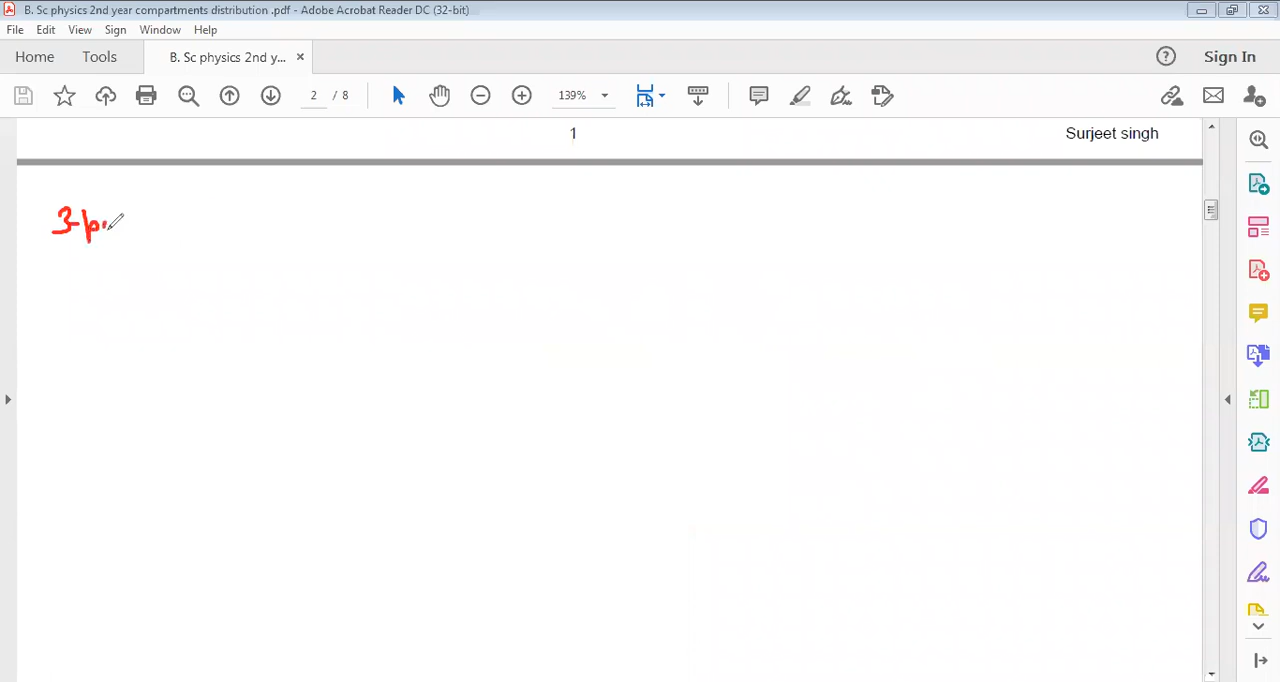 B. Sc physics 2nd year compartments distribution .pdf - Adobe Acrobat Reader DC (32-bit)
File Edit View Sign Window Help
Home Tools B. Sc physics 2nd y... × Sign In
2 / 8 139%
1 Surjeet singh
3-p